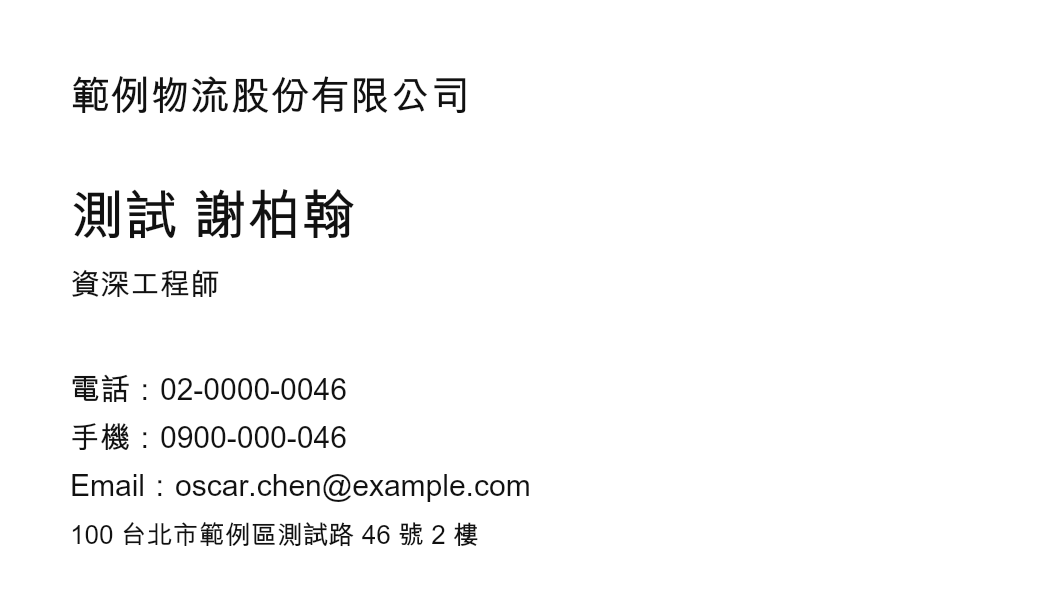 範例物流股份有限公司
測試 謝柏翰
資深工程師
電話：02-0000-0046
手機：0900-000-046
Email：oscar.chen@example.com
100 台北市範例區測試路 46 號 2 樓